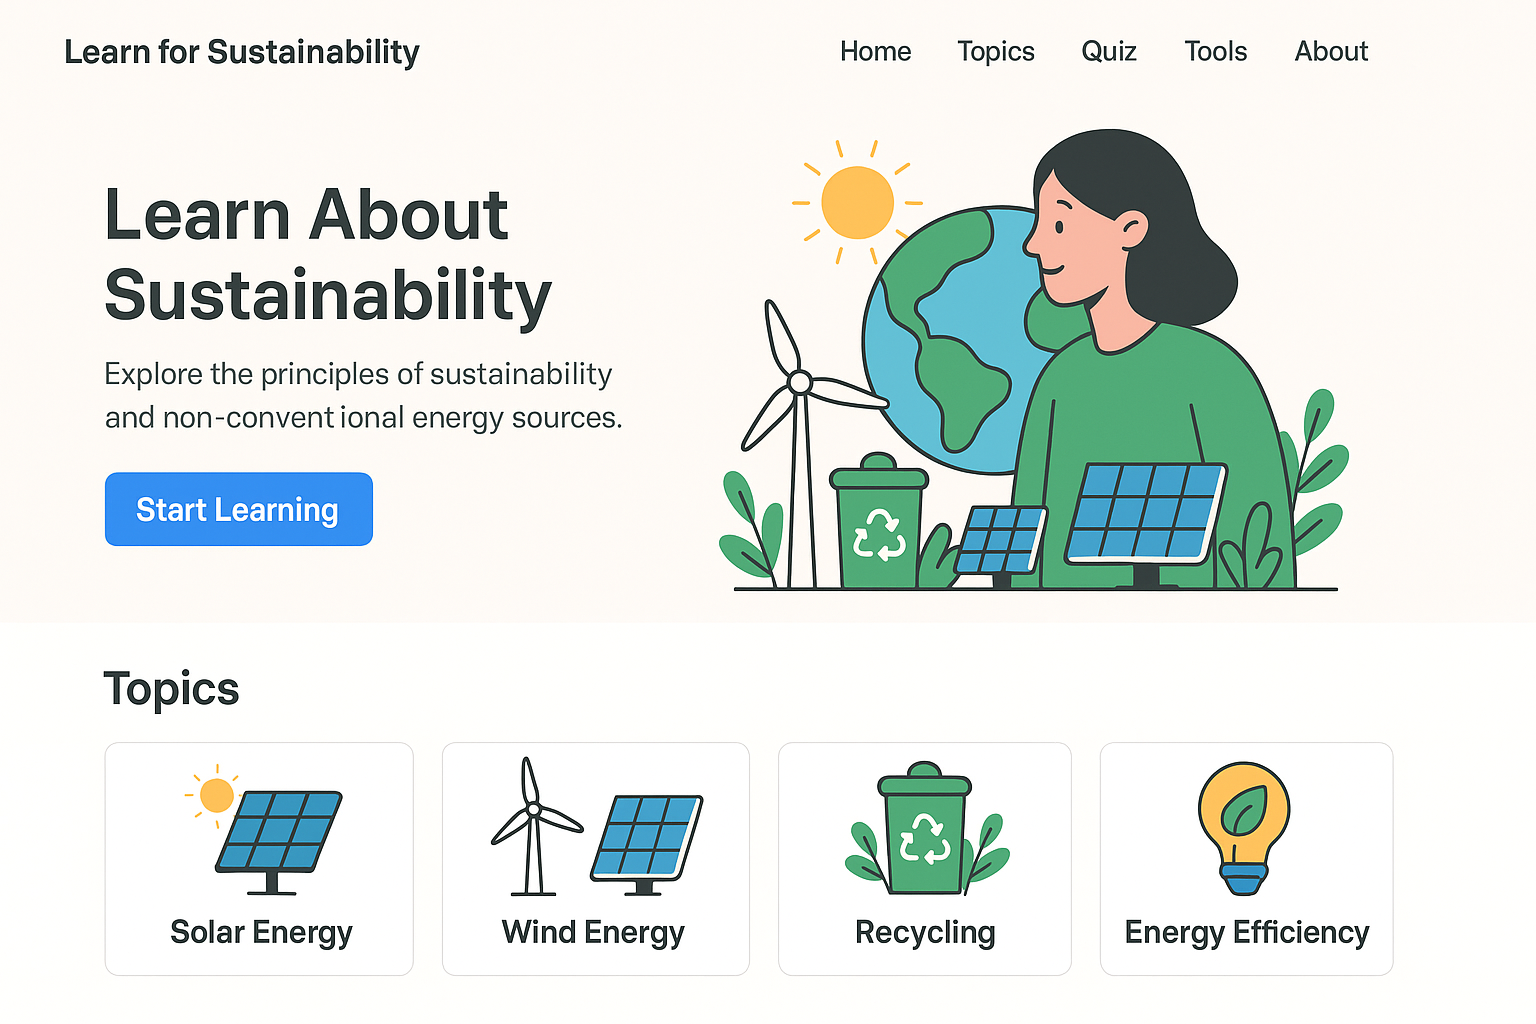 Learn for Sustainability
Home Topics Quiz Tools About
Learn About
Sustainability
Explore the principles of sustainability
and non-convent ional energy sources.
Start Learning
Topics
Solar Energy
Wind Energy
Recycling
Energy Efficiency